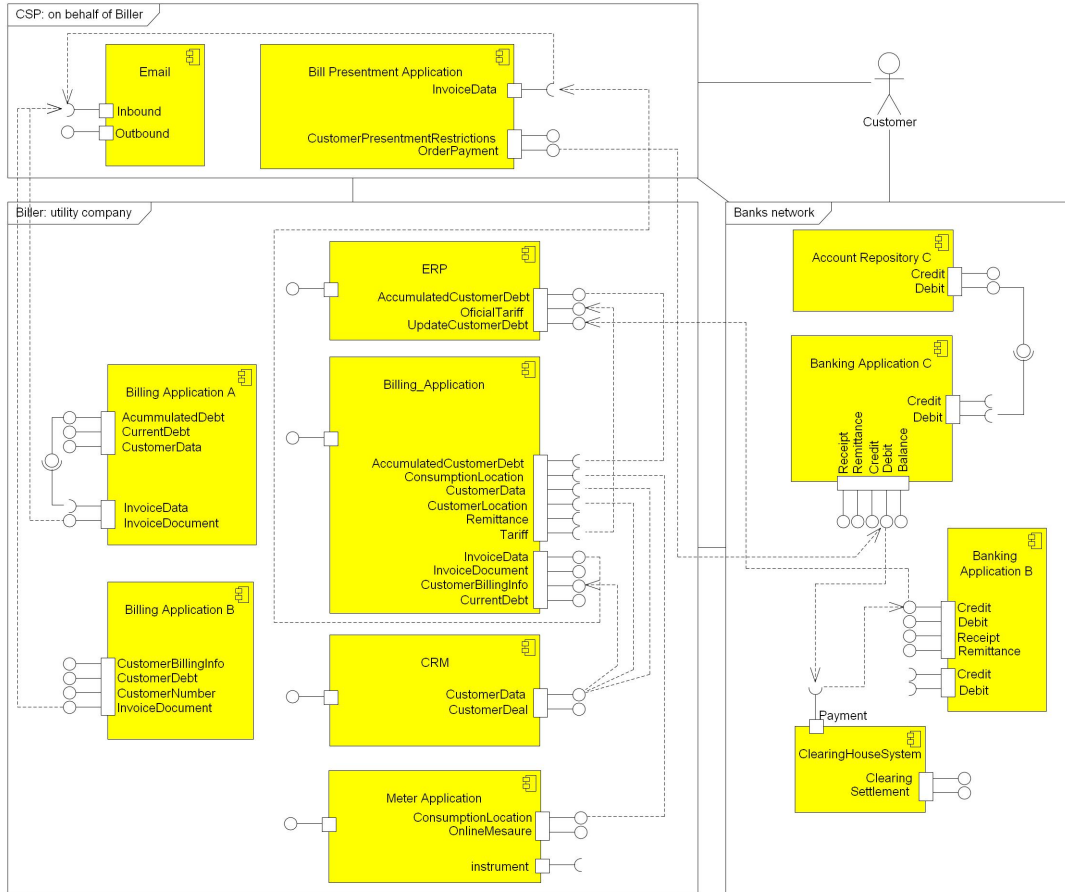 CSP: on behalf of Biller
Email
Inbound
Outbound
Bill Presentment Application
InvoiceData
CustomerPresentmentRestrictions
OrderPayment
Customer
Biller: utility company
ERP
AccumulatedCustomerDebt
OficialTariff
UpdateCustomerDebt
Billing Application A
AcummulatedDebt
CurrentDebt
CustomerData
InvoiceData
InvoiceDocument
Billing_Application
AccumulatedCustomerDebt
ConsumptionLocation
CustomerData
CustomerLocation
Remittance
Tariff
InvoiceData
InvoiceDocument
CustomerBillingInfo
CurrentDebt
Billing Application B
CustomerBillingInfo
CustomerDebt
CustomerNumber
InvoiceDocument
CRM
CustomerData
CustomerDeal
Meter Application
ConsumptionLocation
OnlineMesaure
instrument
Banks network
Account Repository C
Credit
Debit
Banking Application C
Credit
Debit
Receipt
Remittance
Credit
Debit
Balance
Banking
Application B
Credit
Debit
Receipt
Remittance
Credit
Debit
Payment
ClearingHouseSystem
Clearing
Settlement